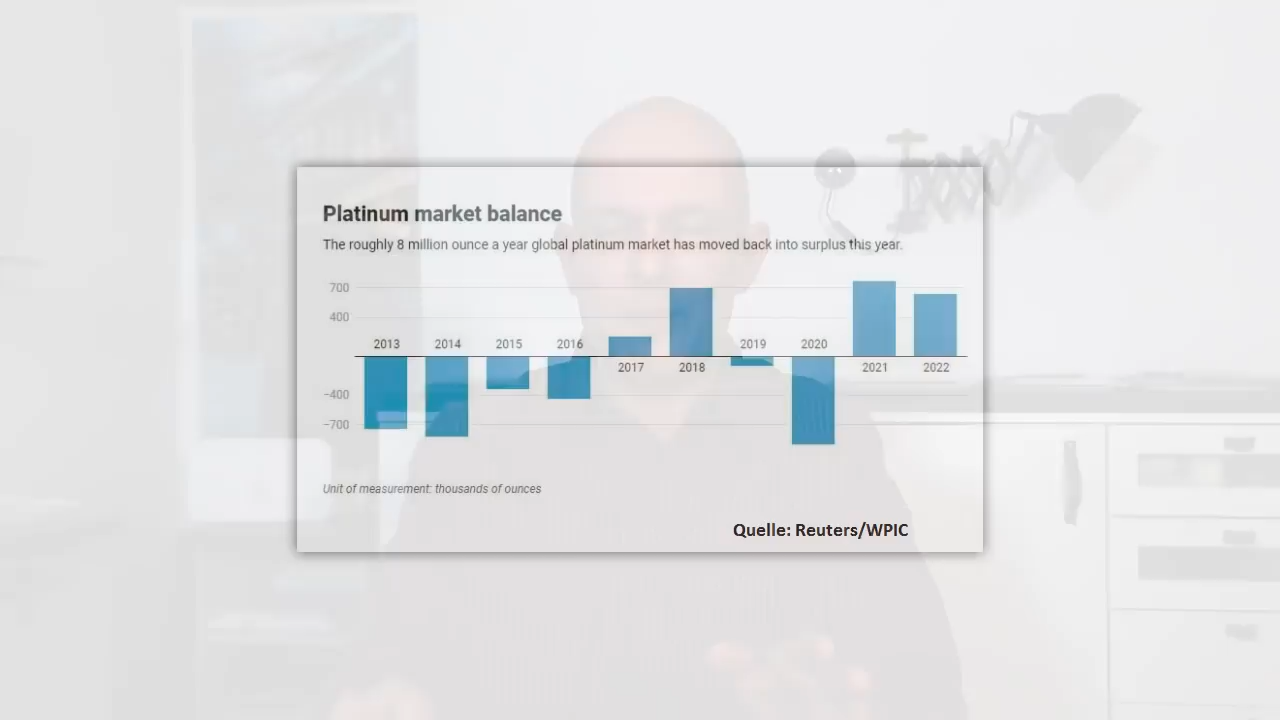 Platinum market balance
The roughly 8 million ounce a year global platinum market has moved back into surplus this year.
700
400
2013 2014 2015 2016 2019 2020
2017 2018 2021 2022
−400
−700
Unit of measurement: thousands of ounces
Quelle: Reuters/WPIC